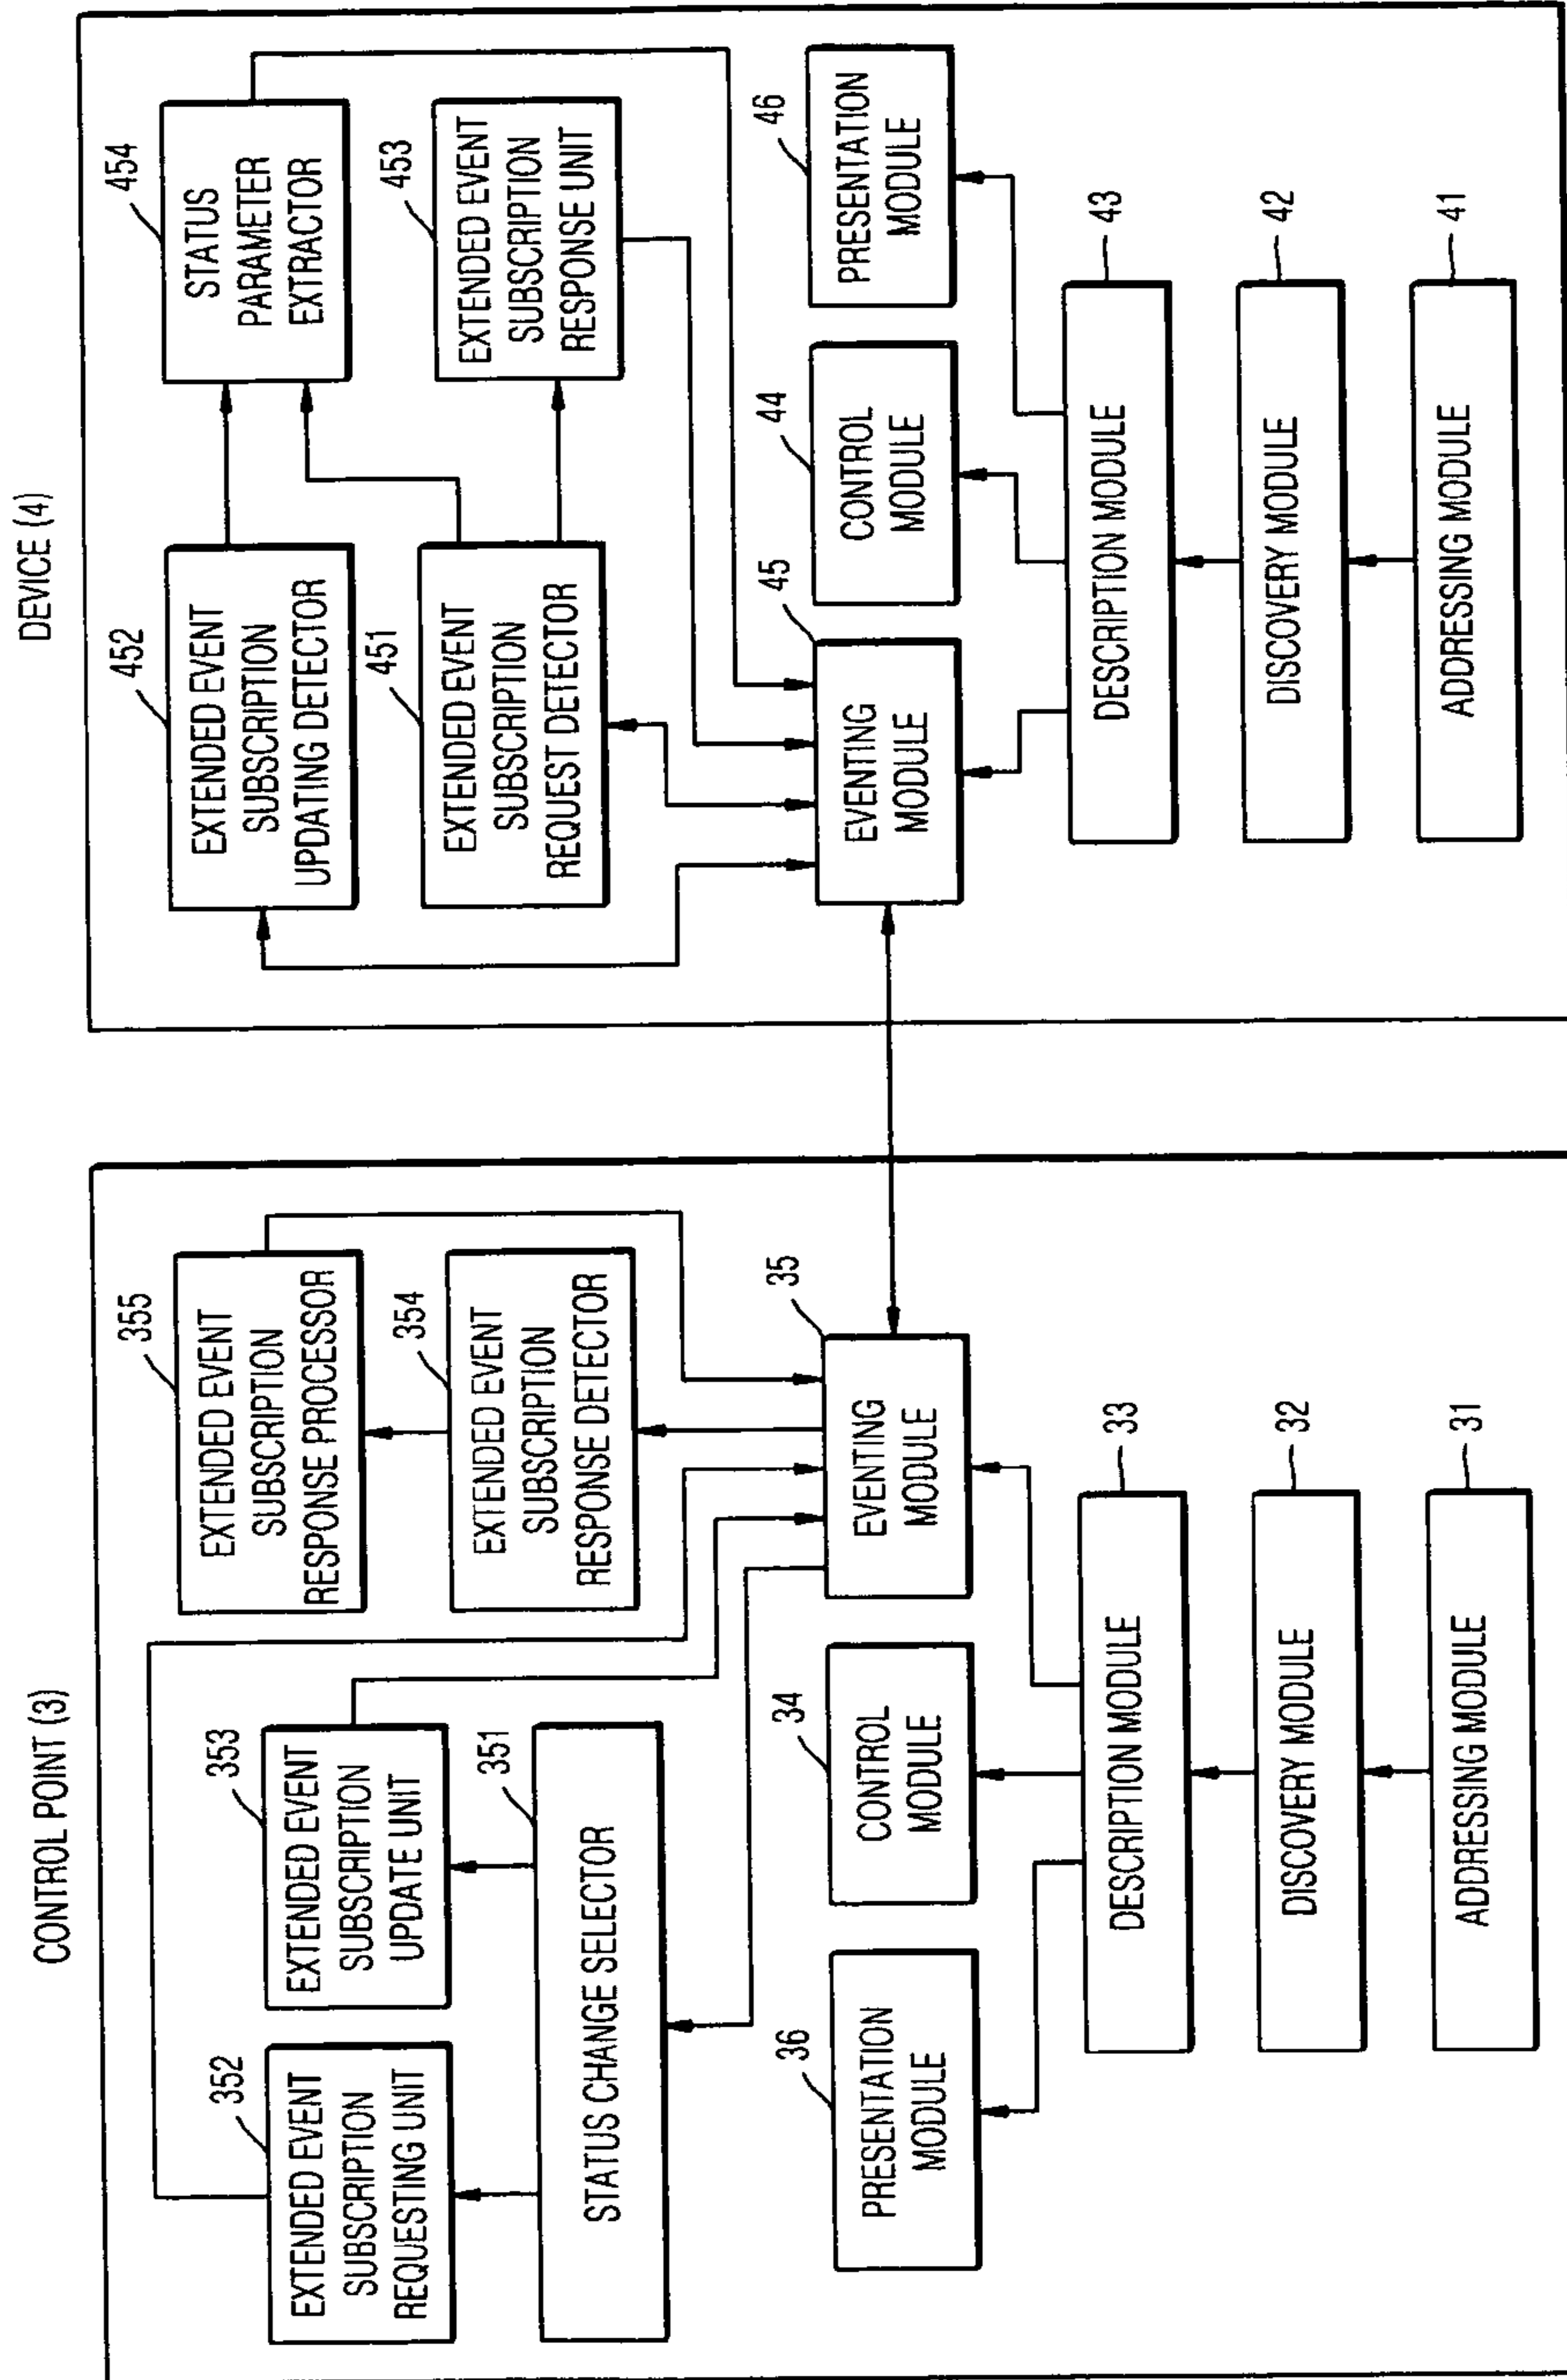 CONTROL POINT (3)
352
EXTENDED EVENT
SUBSCRIPTION
REQUESTING UNIT
353
EXTENDED EVENT
SUBSCRIPTION
UPDATE UNIT
351
STATUS CHANGE SELECTOR
355
EXTENDED EVENT
SUBSCRIPTION
RESPONSE PROCESSOR
354
EXTENDED EVENT
SUBSCRIPTION
RESPONSE DETECTOR
36
PRESENTATION
MODULE
34
CONTROL
MODULE
35
EVENTING
MODULE
33
DESCRIPTION MODULE
32
DISCOVERY MODULE
31
ADDRESSING MODULE
DEVICE (4)
452
EXTENDED EVENT
SUBSCRIPTION
UPDATING DETECTOR
454
STATUS
PARAMETER
EXTRACTOR
451
EXTENDED EVENT
SUBSCRIPTION
REQUEST DETECTOR
453
EXTENDED EVENT
SUBSCRIPTION
RESPONSE UNIT
45
EVENTING
MODULE
44
CONTROL
MODULE
46
PRESENTATION
MODULE
43
DESCRIPTION MODULE
42
DISCOVERY MODULE
41
ADDRESSING MODULE